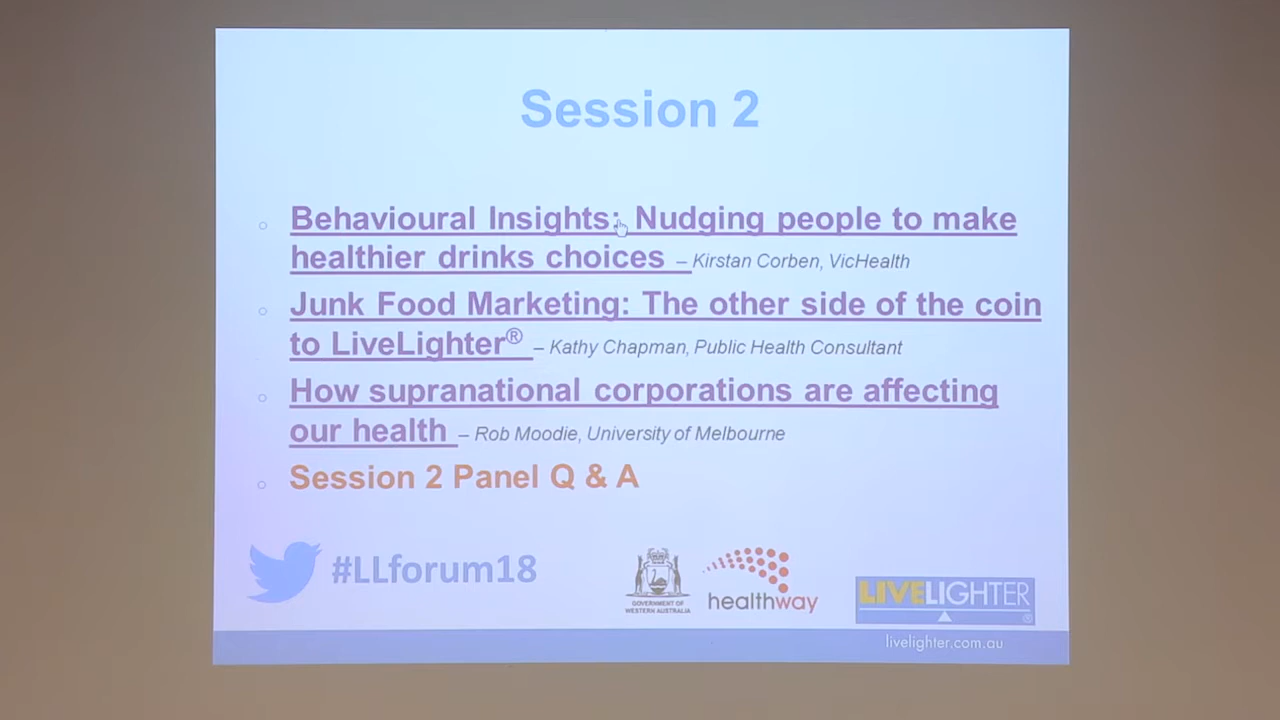 Session 2
Behavioural Insights: Nudging people to make
healthier drinks choices – Kirstan Corben, VicHealth
Junk Food Marketing: The other side of the coin
to LiveLighter® – Kathy Chapman, Public Health Consultant
How supranational corporations are affecting
our health – Rob Moodie, University of Melbourne
Session 2 Panel Q & A
#LLforum18
GOVERNMENT OF
WESTERN AUSTRALIA
healthway
LIVELIGHTER®
livelighter.com.au